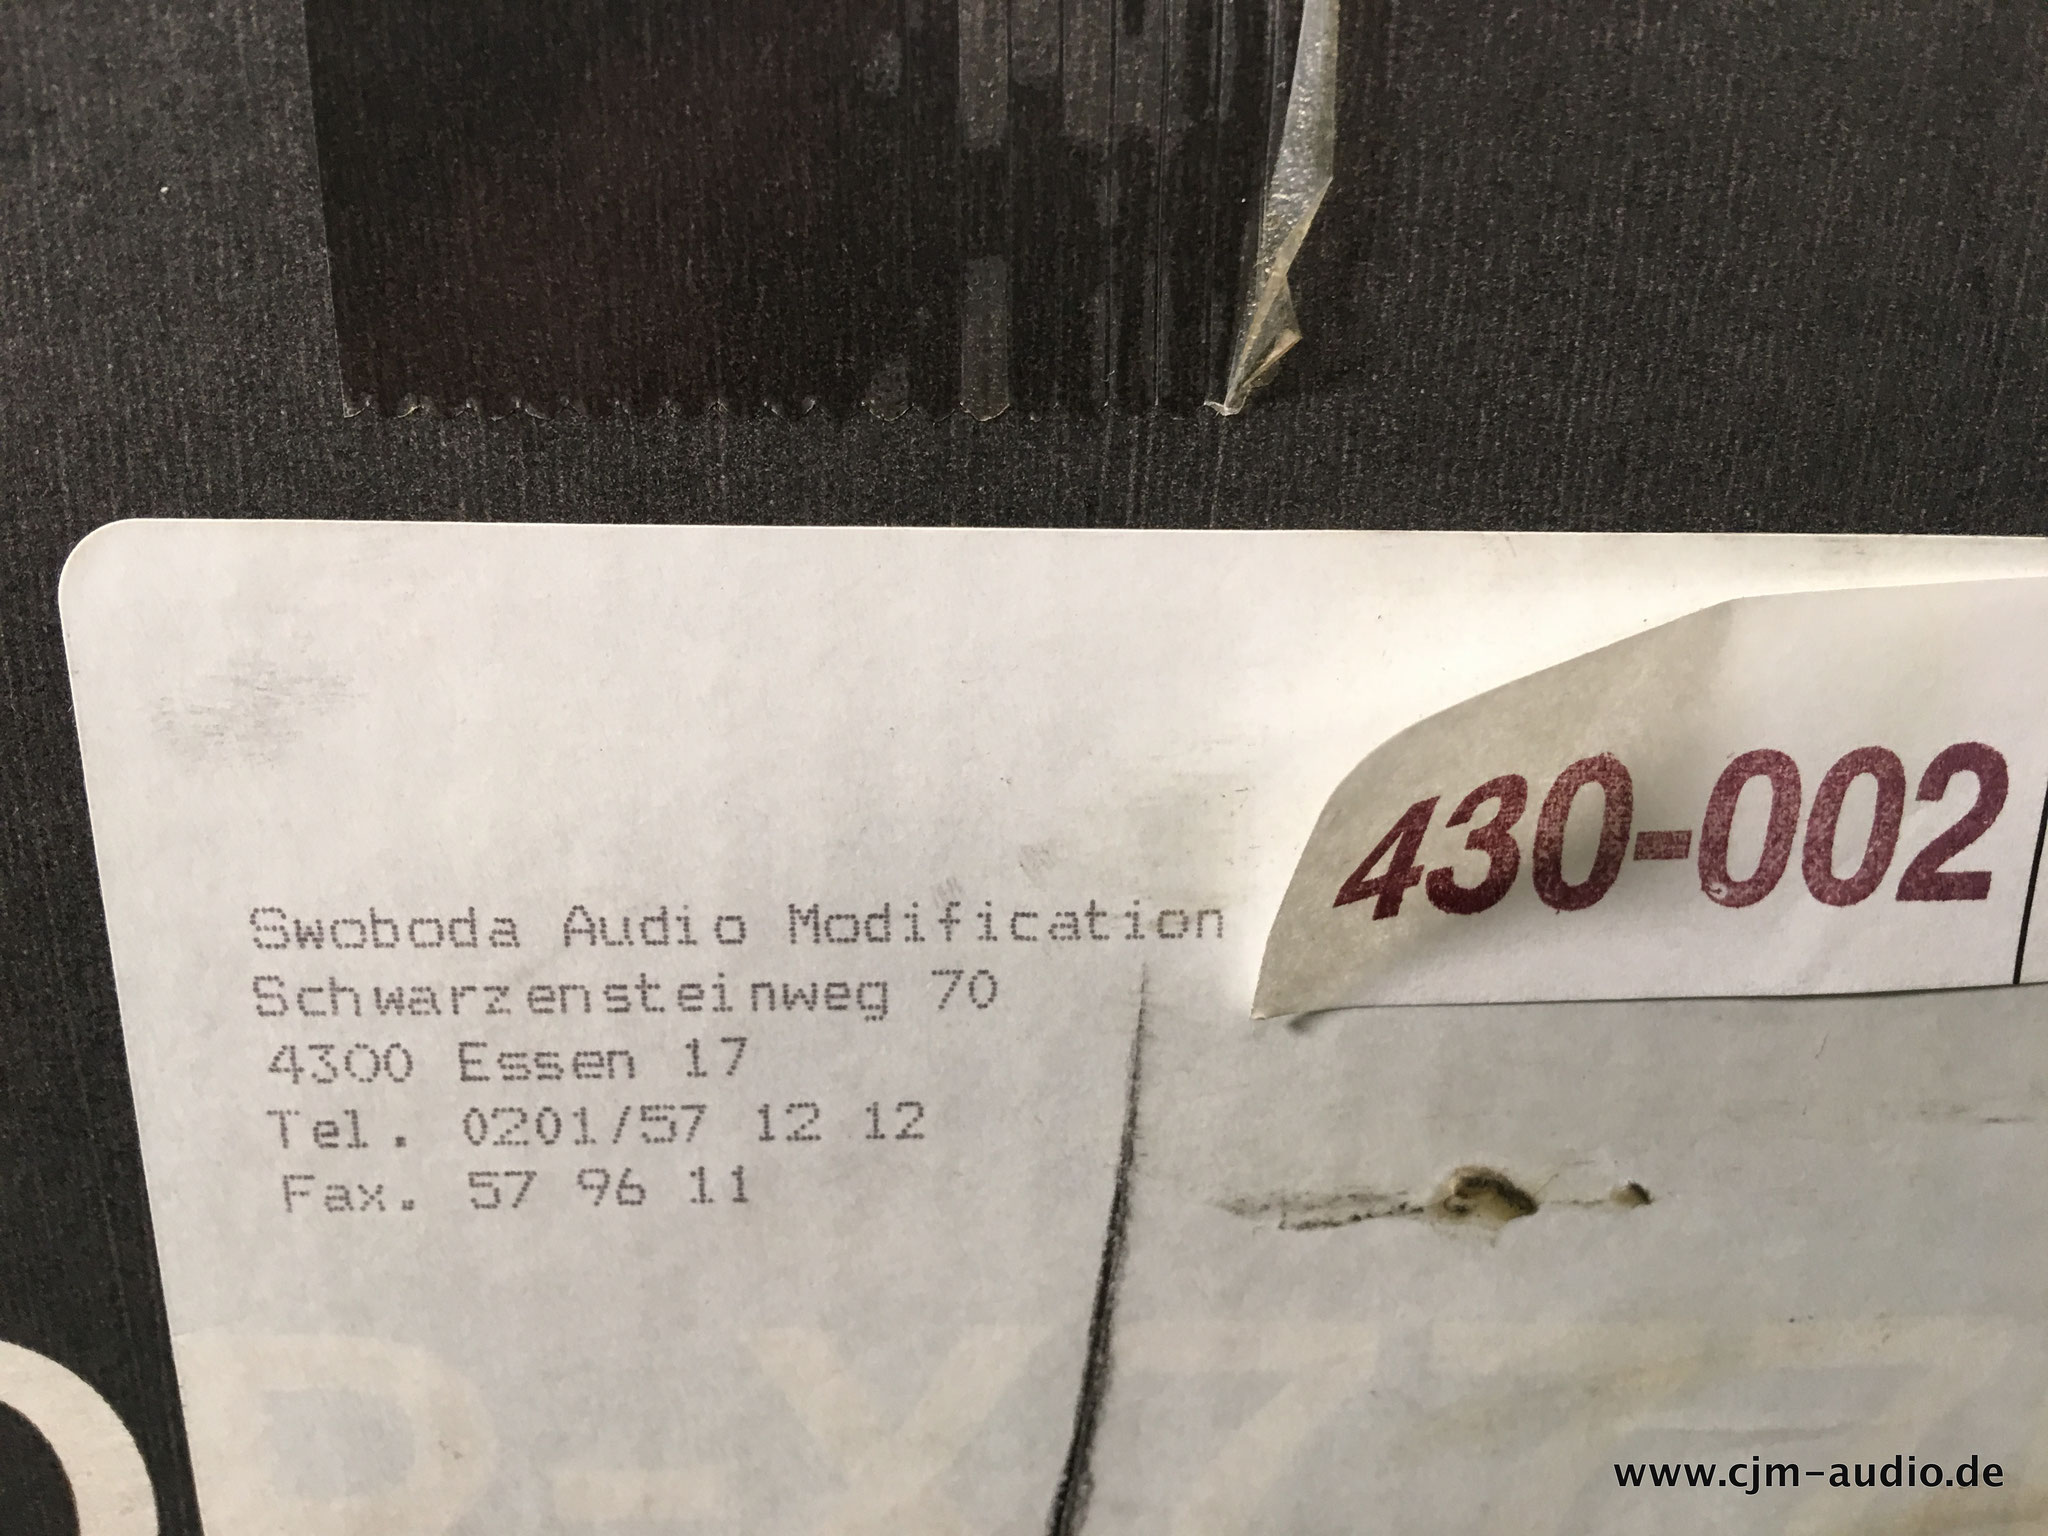 430-002
Swoboda Audio Modification
Schwarzensteinweg 70
4300 Essen 17
Tel. 0201/57 12 12
Fax. 57 96 11
www.cjm-audio.de